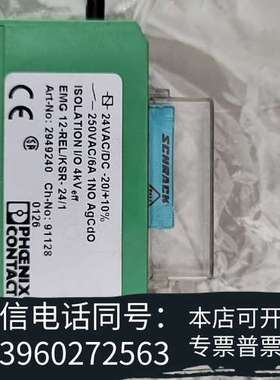 24VAC/DC -20/+10%
250VAC/6A 1NO AgCdO
ISOLATION I/O 4kVeff
EMG 12-REL/KSR- 24/1
Art-No: 2949240 Ch-No: 91128
0126
PHŒNIX
CONTACT
CE
SCHRACK
信电话同号：
3960272563
本店可开
专票普票